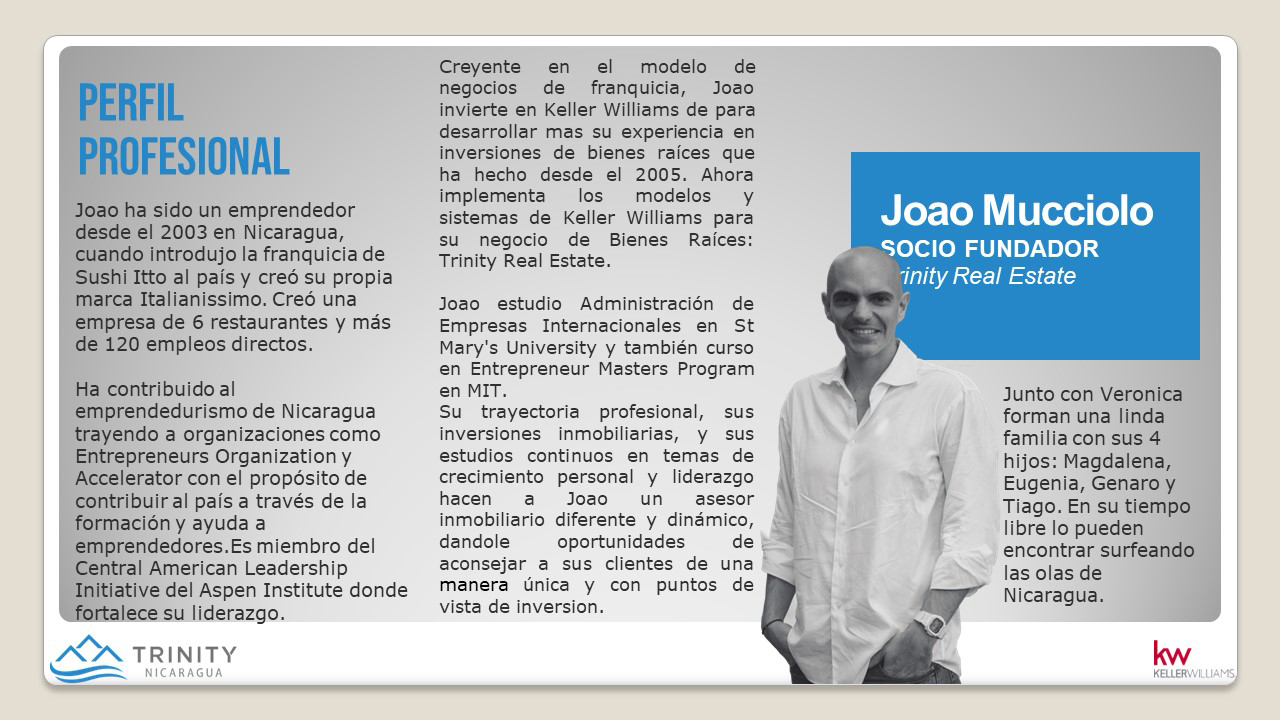 PERFIL
PROFESIONAL
Joao ha sido un emprendedor
desde el 2003 en Nicaragua,
cuando introdujo la franquicia de
Sushi Itto al país y creó su propia
marca Italianissimo. Creó una
empresa de 6 restaurantes y más
de 120 empleos directos.
Ha contribuido al
emprendedurismo de Nicaragua
trayendo a organizaciones como
Entrepreneurs Organization y
Accelerator con el propósito de
contribuir al país a través de la
formación y ayuda a
emprendedores.Es miembro del
Central American Leadership
Initiative del Aspen Institute donde
fortalece su liderazgo.
Creyente en el modelo de
negocios de franquicia, Joao
invierte en Keller Williams de para
desarrollar mas su experiencia en
inversiones de bienes raíces que
ha hecho desde el 2005. Ahora
implementa los modelos y
sistemas de Keller Williams para
su negocio de Bienes Raíces:
Trinity Real Estate.
Joao estudio Administración de
Empresas Internacionales en St
Mary's University y también curso
en Entrepreneur Masters Program
en MIT.
Su trayectoria profesional, sus
inversiones inmobiliarias, y sus
estudios continuos en temas de
crecimiento personal y liderazgo
hacen a Joao un asesor
inmobiliario diferente y dinámico,
dandole oportunidades de
aconsejar a sus clientes de una
manera única y con puntos de
vista de inversion.
Joao Mucciolo
SOCIO FUNDADOR
Trinity Real Estate
Junto con Veronica
forman una linda
familia con sus 4
hijos: Magdalena,
Eugenia, Genaro y
Tiago. En su tiempo
libre lo pueden
encontrar surfeando
las olas de
Nicaragua.
TRINITY
NICARAGUA
kw
KELLERWILLIAMS.